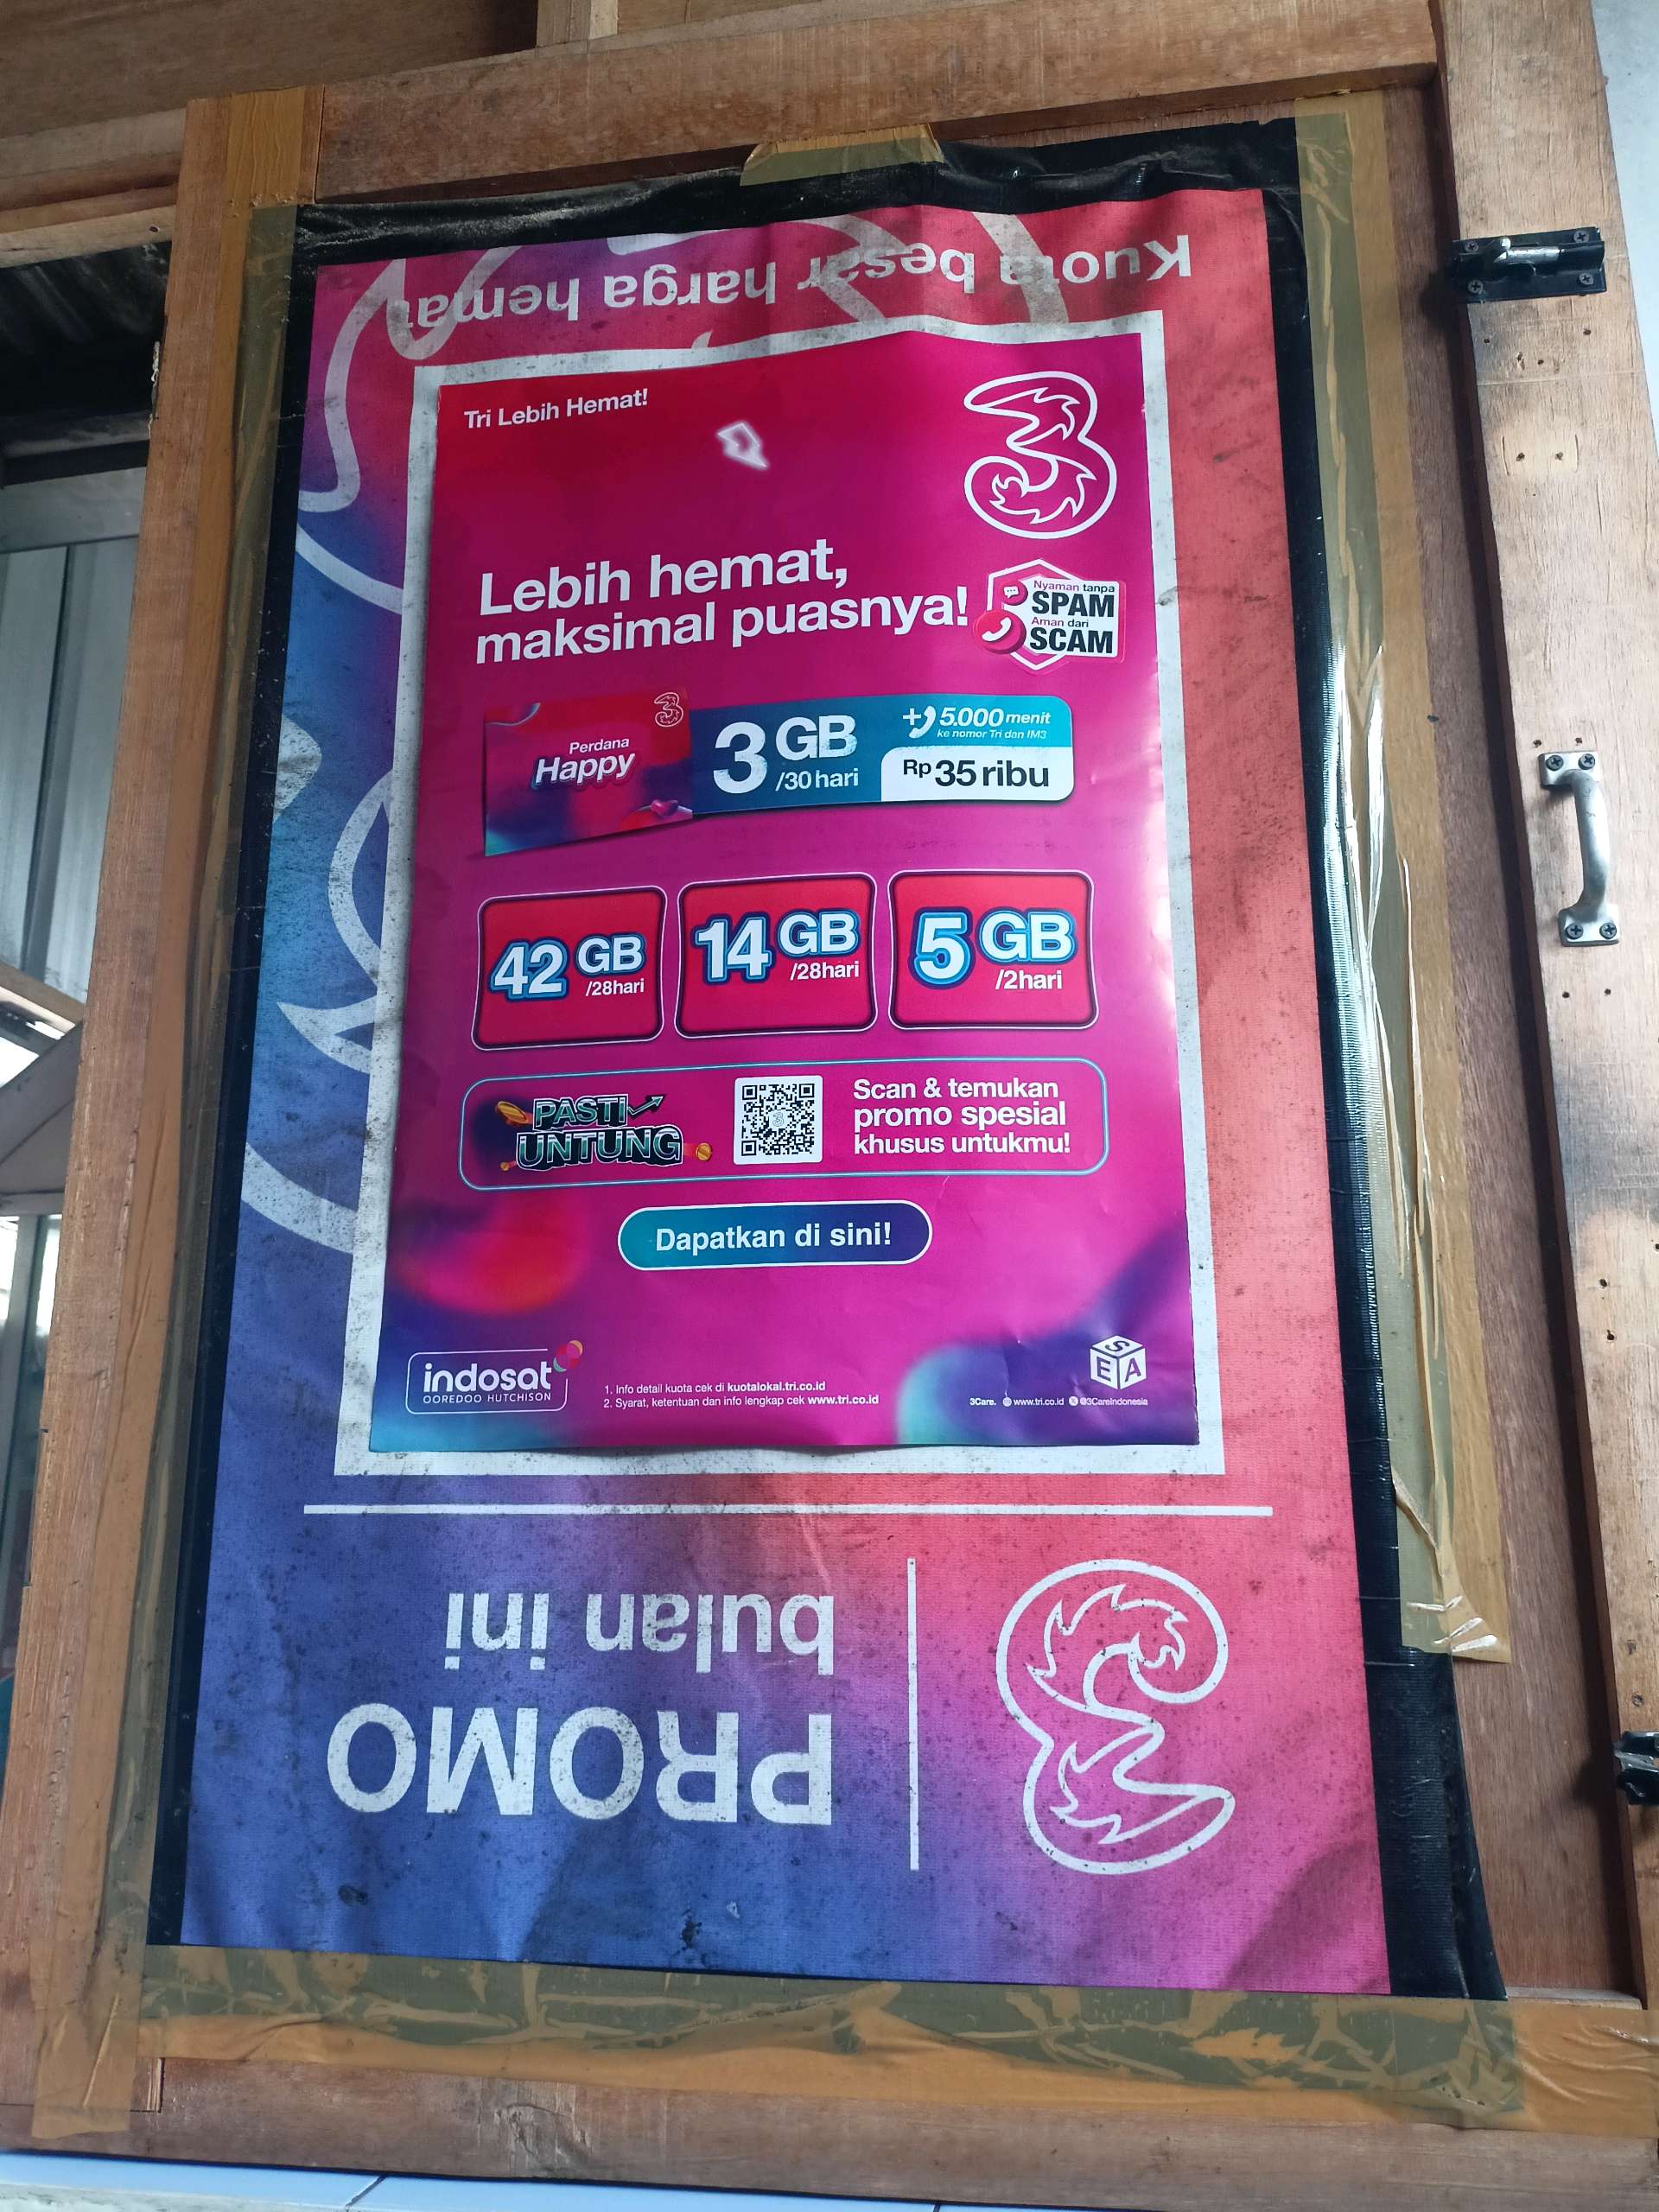 Kuota besar harga hemat
Tri Lebih Hemat!
3
Lebih hemat,
maksimal puasnya!
Nyaman tanpa
SPAM
Aman dari
SCAM
Perdana
Happy
3
3 GB
/30 hari
+ 5.000 menit
ke nomor Tri dan IM3
Rp 35 ribu
42 GB
/28hari
14 GB
/28hari
5 GB
/2hari
PASTI
UNTUNG
Scan & temukan
promo spesial
khusus untukmu!
Dapatkan di sini!
indosat
OOREDOO HUTCHISON
1. Info detail kuota cek di kuotalokal.tri.co.id
2. Syarat, ketentuan dan info lengkap cek www.tri.co.id
SEA
3Care. www.tri.co.id @3CareIndonesia
PROMO
bulan ini
3